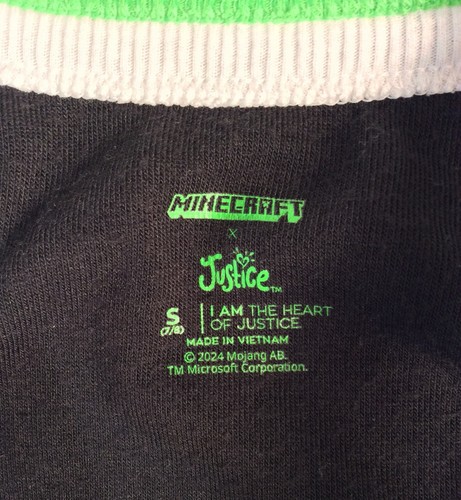 MINECRAFT
x
Justice™
S | I AM THE HEART
(7/8) | OF JUSTICE.
MADE IN VIETNAM
© 2024 Mojang AB.
TM Microsoft Corporation.